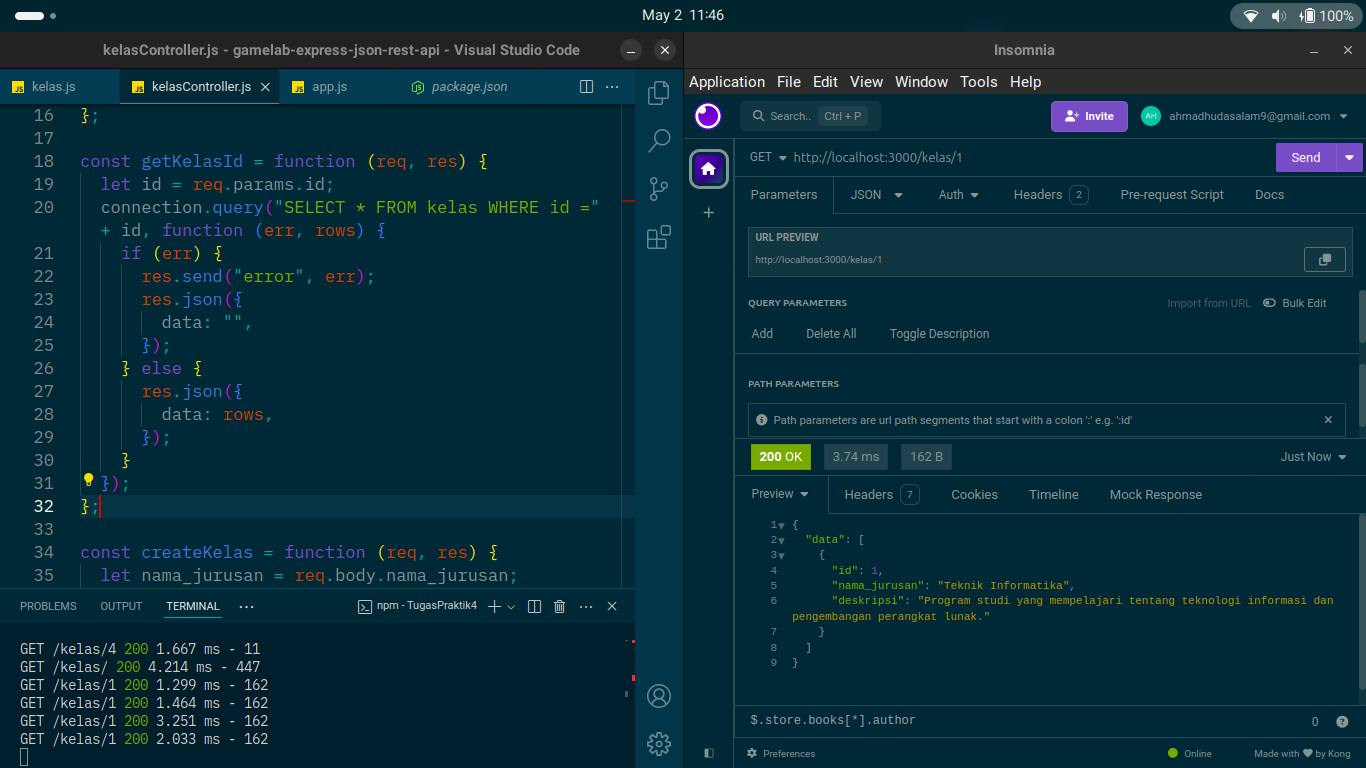 May 2 11:46
100%
kelasController.js - gamelab-express-json-rest-api - Visual Studio Code
kelas.js
kelasController.js
app.js
package.json
16 };
17
18 const getKelasId = function (req, res) {
19 let id = req.params.id;
20 connection.query("SELECT * FROM kelas WHERE id ="
+ id, function (err, rows) {
21 if (err) {
22 res.send("error", err);
23 res.json({
24 data: "",
25 });
26 } else {
27 res.json({
28 data: rows,
29 });
30 }
31 });
32 };
33
34 const createKelas = function (req, res) {
35 let nama_jurusan = req.body.nama_jurusan;
PROBLEMS OUTPUT TERMINAL ··· npm - TugasPraktik4
GET /kelas/4 200 1.667 ms - 11
GET /kelas/ 200 4.214 ms - 447
GET /kelas/1 200 1.299 ms - 162
GET /kelas/1 200 1.464 ms - 162
GET /kelas/1 200 3.251 ms - 162
GET /kelas/1 200 2.033 ms - 162
Insomnia
Application File Edit View Window Tools Help
Search.. Ctrl + P
Invite
AH ahmadhudasalam9@gmail.com
GET http://localhost:3000/kelas/1 Send
Parameters JSON Auth Headers 2 Pre-request Script Docs
URL PREVIEW
http://localhost:3000/kelas/1
QUERY PARAMETERS Import from URL Bulk Edit
Add Delete All Toggle Description
PATH PARAMETERS
Path parameters are url path segments that start with a colon ':' e.g. ':id'
200 OK 3.74 ms 162 B Just Now
Preview Headers 7 Cookies Timeline Mock Response
1 {
2 "data": [
3 {
4 "id": 1,
5 "nama_jurusan": "Teknik Informatika",
6 "deskripsi": "Program studi yang mempelajari tentang teknologi informasi dan
pengembangan perangkat lunak."
7 }
8 ]
9 }
$.store.books[*].author 0 ?
Preferences Online Made with ♥ by Kong